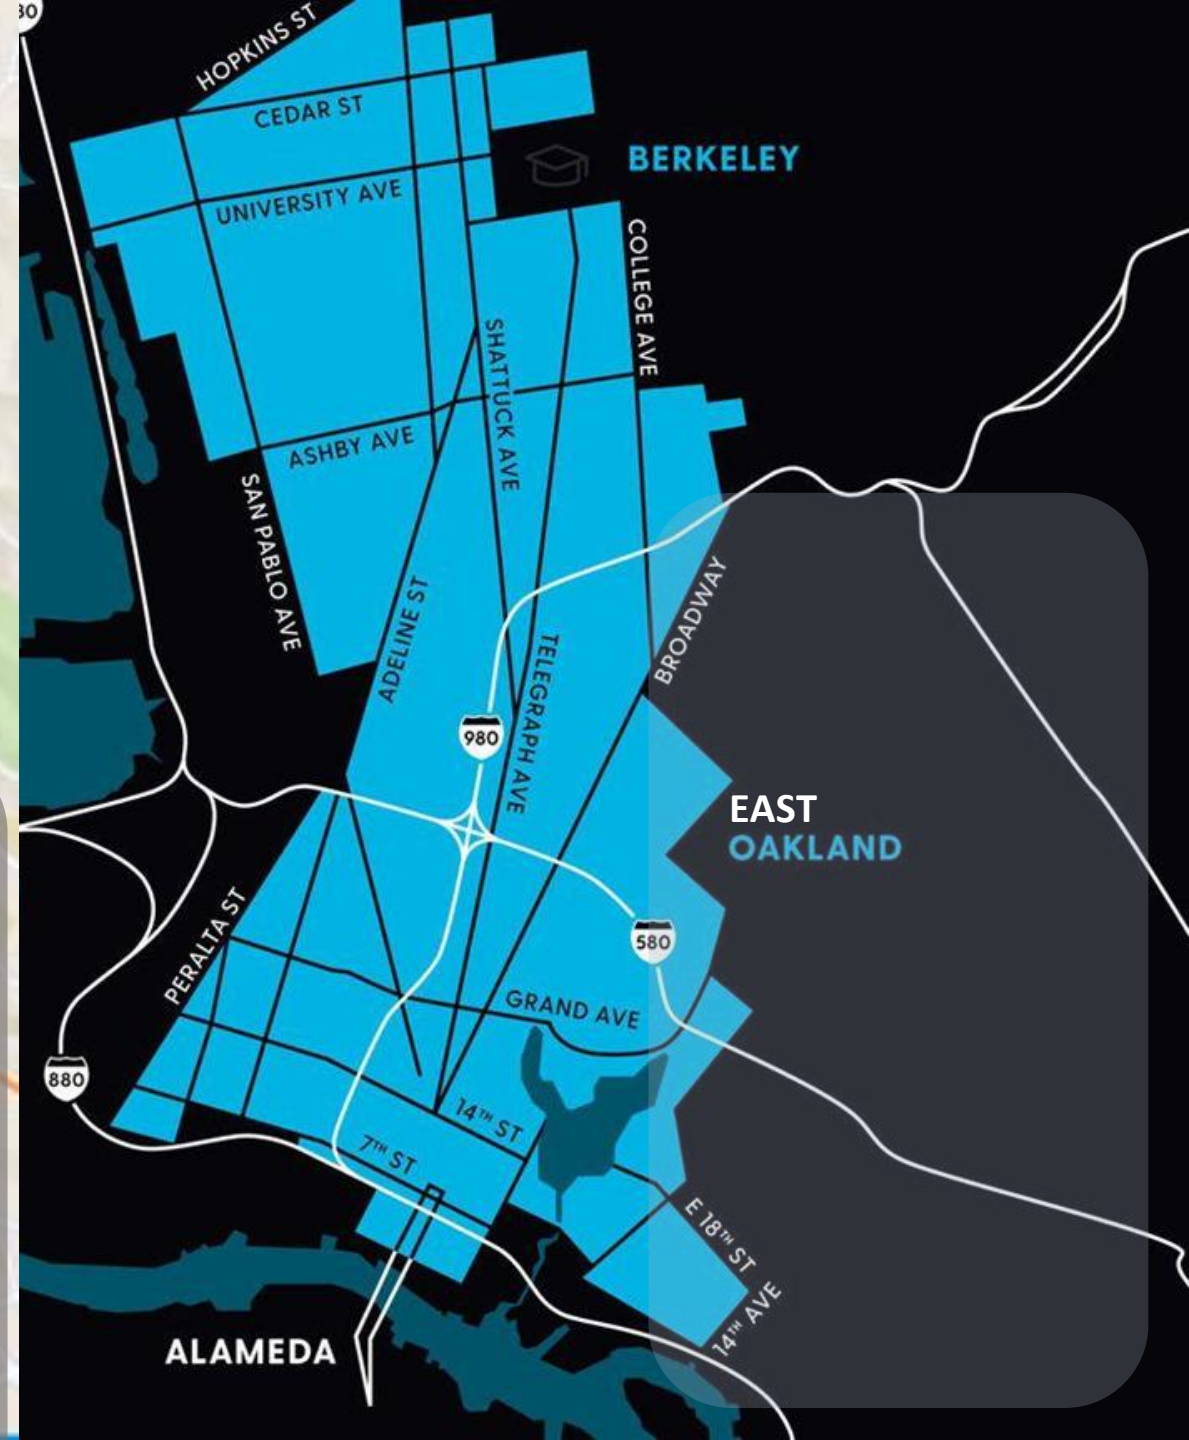 80
HOPKINS ST
CEDAR ST
BERKELEY
UNIVERSITY AVE
COLLEGE AVE
SHATTUCK AVE
ASHBY AVE
SAN PABLO AVE
ADELINE ST
BROADWAY
TELEGRAPH AVE
980
EAST
OAKLAND
PERALTA ST
580
GRAND AVE
880
14TH ST
7TH ST
E 18TH ST
14TH AVE
ALAMEDA